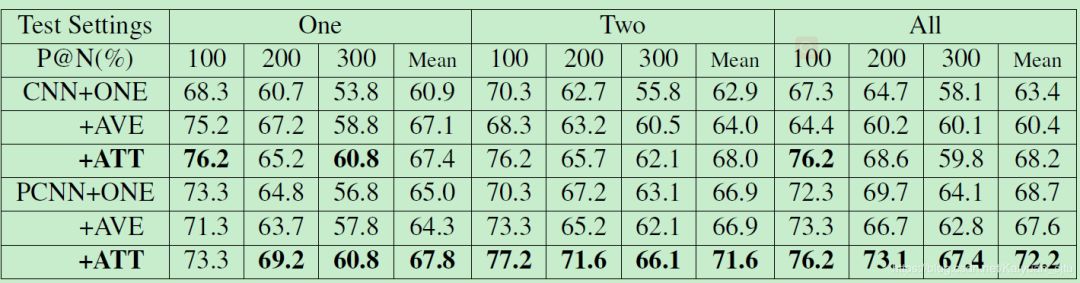 Test Settings One Two All
P@N(%) 100 200 300 Mean 100 200 300 Mean 100 200 300 Mean
CNN+ONE 68.3 60.7 53.8 60.9 70.3 62.7 55.8 62.9 67.3 64.7 58.1 63.4
+AVE 75.2 67.2 58.8 67.1 68.3 63.2 60.5 64.0 64.4 60.2 60.1 60.4
+ATT 76.2 65.2 60.8 67.4 76.2 65.7 62.1 68.0 76.2 68.6 59.8 68.2
PCNN+ONE 73.3 64.8 56.8 65.0 70.3 67.2 63.1 66.9 72.3 69.7 64.1 68.7
+AVE 71.3 63.7 57.8 64.3 73.3 65.2 62.1 66.9 73.3 66.7 62.8 67.6
+ATT 73.3 69.2 60.8 67.8 77.2 71.6 66.1 71.6 76.2 73.1 67.4 72.2